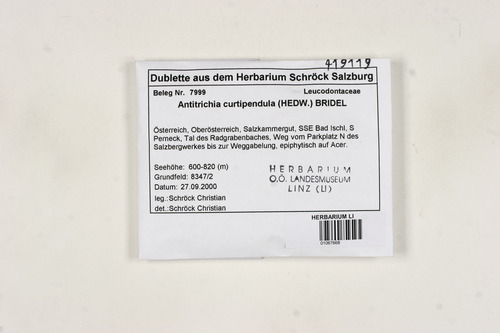 419119
Dublette aus dem Herbarium Schröck Salzburg
Beleg Nr. 7999 Leucodontaceae
Antitrichia curtipendula (HEDW.) BRIDEL
Österreich, Oberösterreich, Salzkammergut, SSE Bad Ischl, S
Perneck, Tal des Radgrabenbaches, Weg vom Parkplatz N des
Salzbergwerkes bis zur Weggabelung, epiphytisch auf Acer.
Seehöhe: 600-820 (m)
Grundfeld: 8347/2
Datum: 27.09.2000
leg.:Schröck Christian
det.:Schröck Christian
HERBARIUM
O.Ö. LANDESMUSEUM
LINZ (LI)
HERBARIUM LI